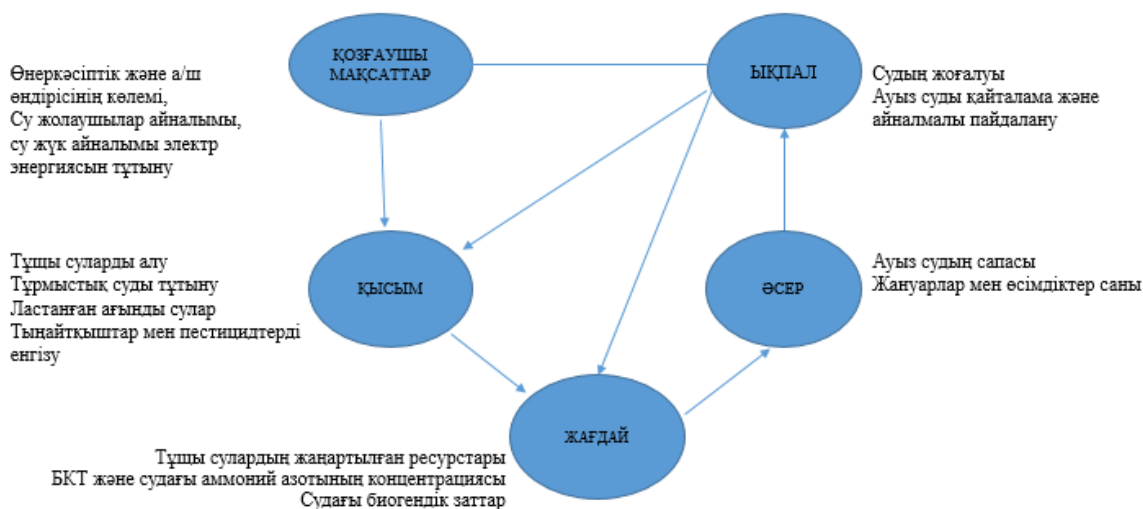 ҚОЗҒАУШЫ
МАҚСАТТАР
ЫҚПАЛ
Өнеркәсіптік және а/ш
өндірісінің көлемі,
Су жолаушылар айналымы,
су жүк айналымы электр
энергиясын тұтыну
Судың жоғалуы
Ауыз суды қайталама және
айналмалы пайдалану
Тұщы суларды алу
Тұрмыстық суды тұтыну
Ластанған ағынды сулар
Тыңайтқыштар мен пестицидтерді
енгізу
ҚЫСЫМ
ӘСЕР
Ауыз судың сапасы
Жануарлар мен өсімдіктер саны
ЖАҒДАЙ
Тұщы сулардың жаңартылған ресурстары
БКТ және судағы аммоний азотының концентрациясы
Судағы биогендік заттар